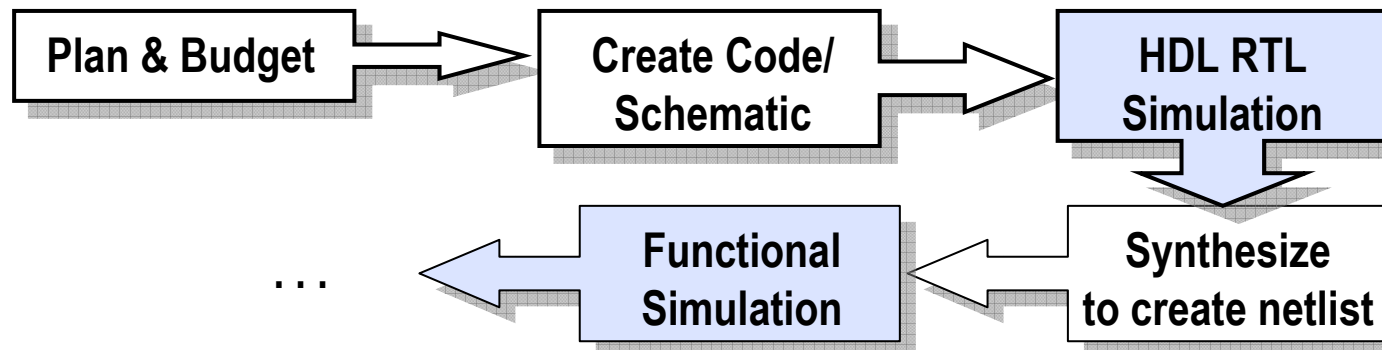 Plan & Budget
Create Code/
Schematic
HDL RTL
Simulation
Synthesize
to create netlist
Functional
Simulation
...